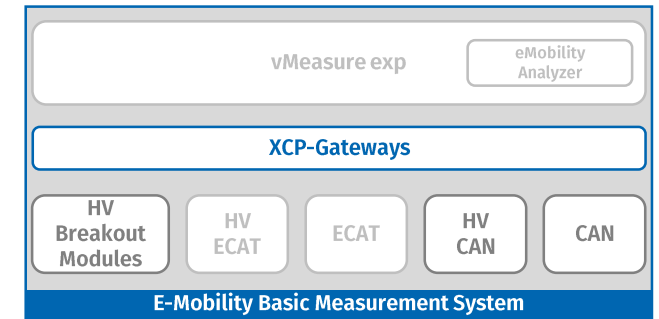 vMeasure exp
eMobility
Analyzer
XCP-Gateways
HV
Breakout
Modules
HV
ECAT
ECAT
HV
CAN
CAN
E-Mobility Basic Measurement System